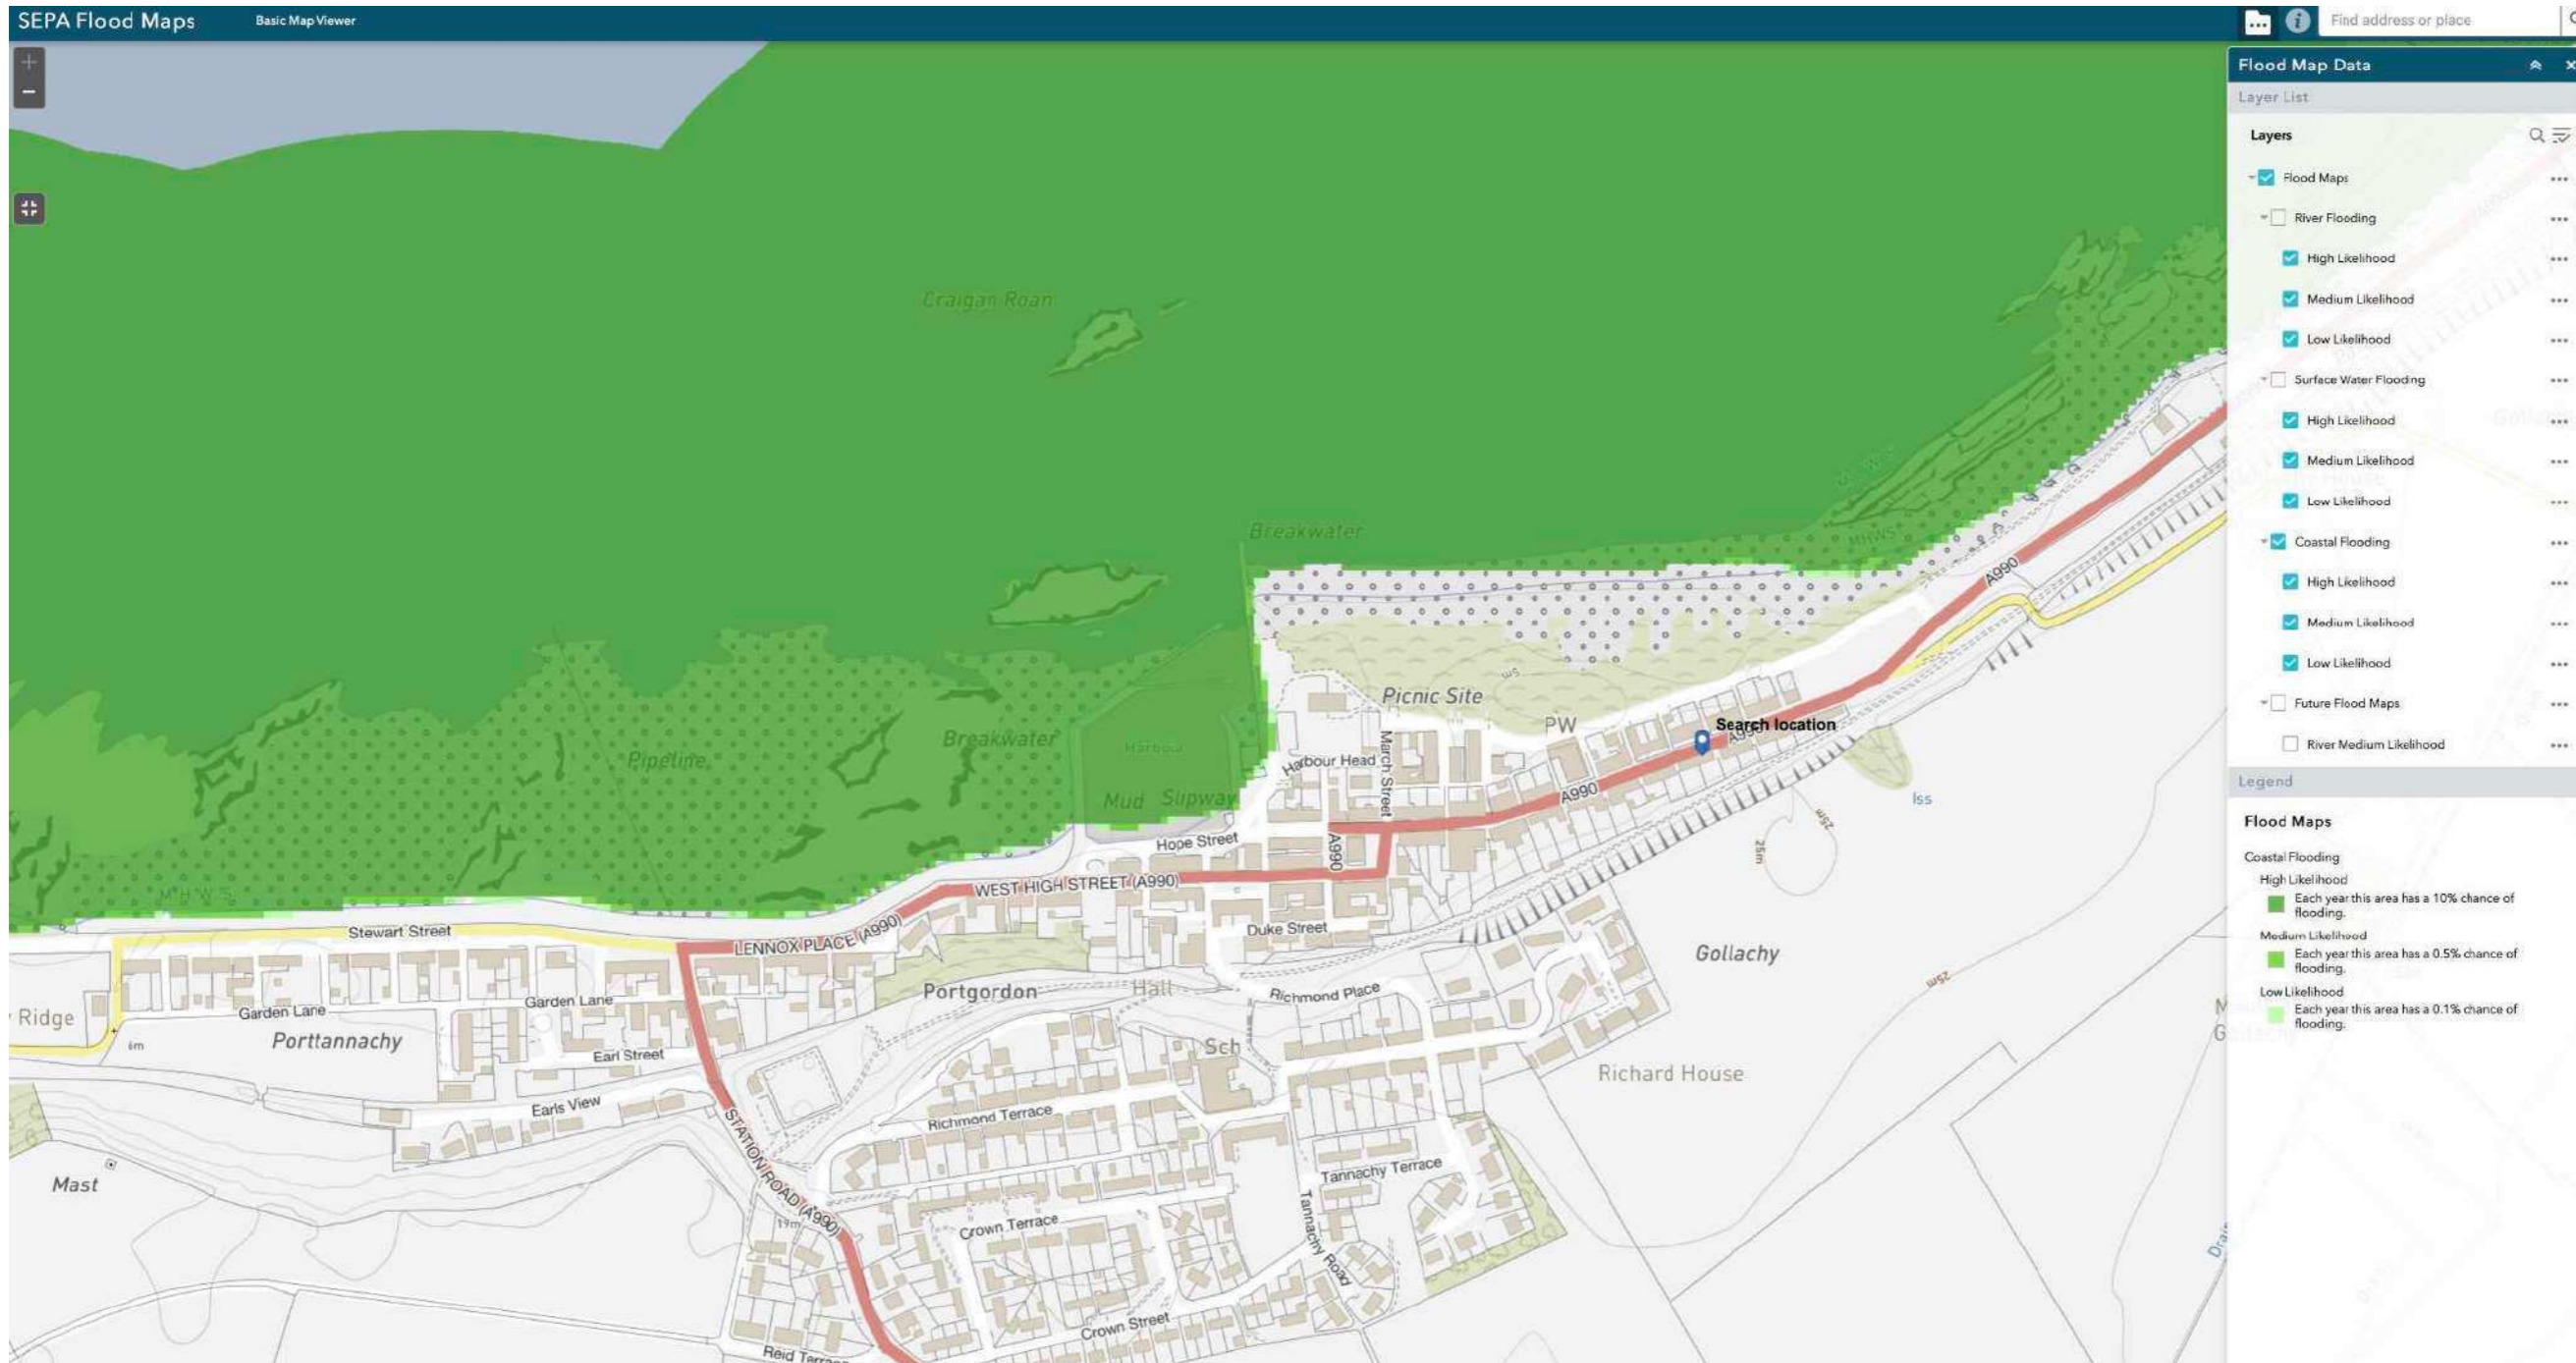 SEPA Flood Maps
Basic Map Viewer
Find address or place
Flood Map Data
Layer List
Layers
Flood Maps
River Flooding
High Likelihood
Medium Likelihood
Low Likelihood
Surface Water Flooding
High Likelihood
Medium Likelihood
Low Likelihood
Coastal Flooding
High Likelihood
Medium Likelihood
Low Likelihood
Future Flood Maps
River Medium Likelihood
Legend
Flood Maps
Coastal Flooding
High Likelihood
Each year this area has a 10% chance of
flooding.
Medium Likelihood
Each year this area has a 0.5% chance of
flooding.
Low Likelihood
Each year this area has a 0.1% chance of
flooding.
Craigan Roan
Breakwater
MHWS
A990
5m
Picnic Site
PW
Search location
Breakwater
Harbour
Pipeline
Harbour Head
March Street
A990
Mud
Slipway
Iss
25m
25m
Hope Street
A990
WEST HIGH STREET (A990)
M H W S
Stewart Street
LENNOX PLACE (A990)
Duke Street
Gollachy
25m
Portgordon
Hall
Richmond Place
Garden Lane
Garden Lane
Ridge
6m
Porttannachy
Earl Street
Sch
Richard House
Earls View
Richmond Terrace
STATION ROAD (A990)
Tannachy Terrace
Mast
19m
Crown Terrace
Tannachy Road
Crown Street